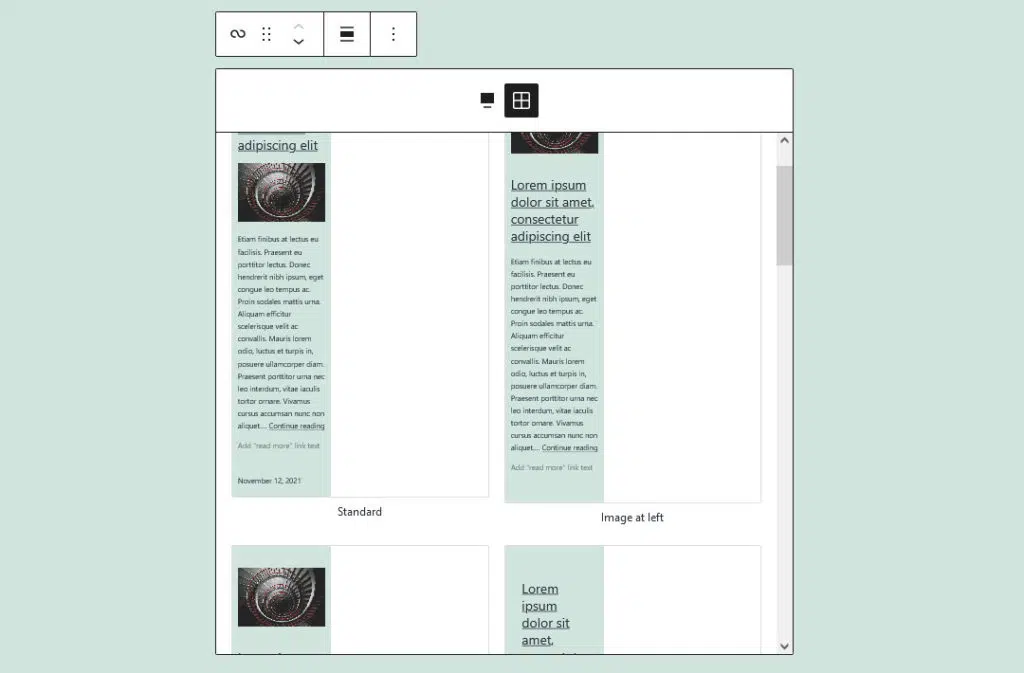 adipiscing elit
Etiam finibus at lectus eu
facilisis. Praesent eu
porttitor lectus. Donec
hendrerit nibh ipsum, eget
congue leo tempus ac.
Proin sodales mattis urna.
Aliquam efficitur
scelerisque velit ac
convallis. Mauris lorem
odio, luctus et turpis in,
posuere ullamcorper diam.
Praesent porttitor urna nec
leo interdum, vitae iaculis
tortor ornare. Vivamus
cursus accumsan nunc non
aliquet... Continue reading
Add "read more" link text
November 12, 2021
Standard
Lorem ipsum
dolor sit amet,
consectetur
adipiscing elit
Etiam finibus at lectus eu
facilisis. Praesent eu
porttitor lectus. Donec
hendrerit nibh ipsum, eget
congue leo tempus ac.
Proin sodales mattis urna.
Aliquam efficitur
scelerisque velit ac
convallis. Mauris lorem
odio, luctus et turpis in,
posuere ullamcorper diam.
Praesent porttitor urna nec
leo interdum, vitae iaculis
tortor ornare. Vivamus
cursus accumsan nunc non
aliquet... Continue reading
Add "read more" link text
Image at left
Lorem
ipsum
dolor sit
amet,